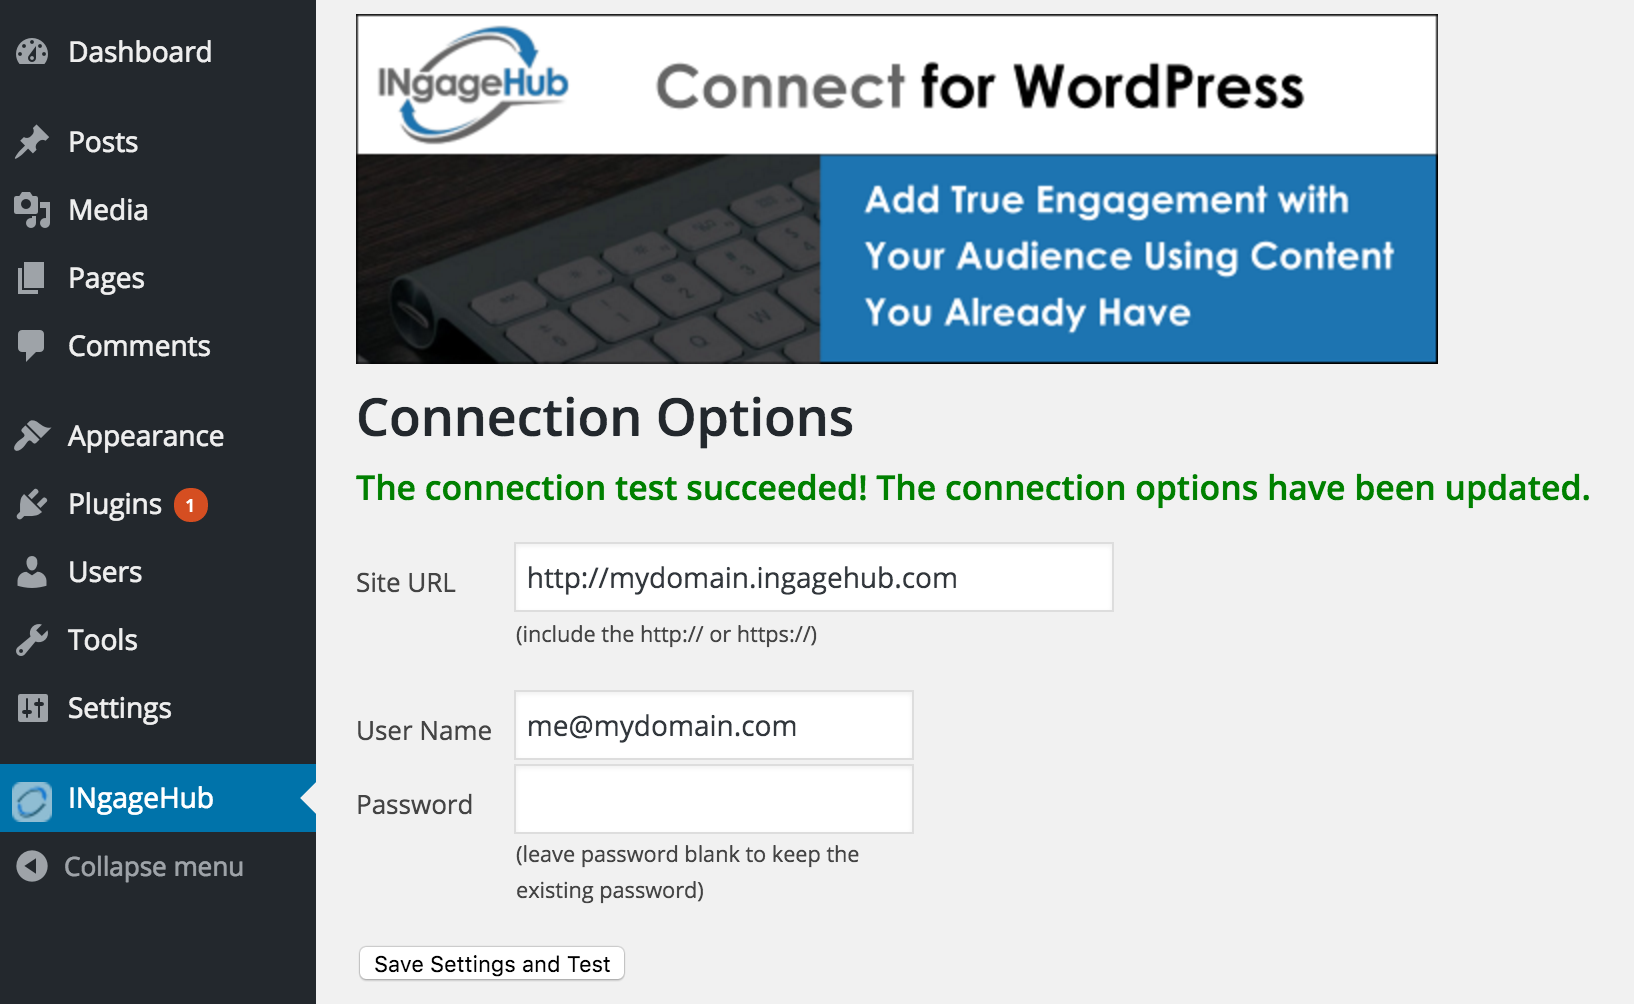 Dashboard
Posts
Media
Pages
Comments
Appearance
Plugins 1
Users
Tools
Settings
INgageHub
Collapse menu
INgageHub
Connect for WordPress
Add True Engagement with
Your Audience Using Content
You Already Have
Connection Options
The connection test succeeded! The connection options have been updated.
Site URL
http://mydomain.ingagehub.com
(include the http:// or https://)
User Name
me@mydomain.com
Password
(leave password blank to keep the
existing password)
Save Settings and Test